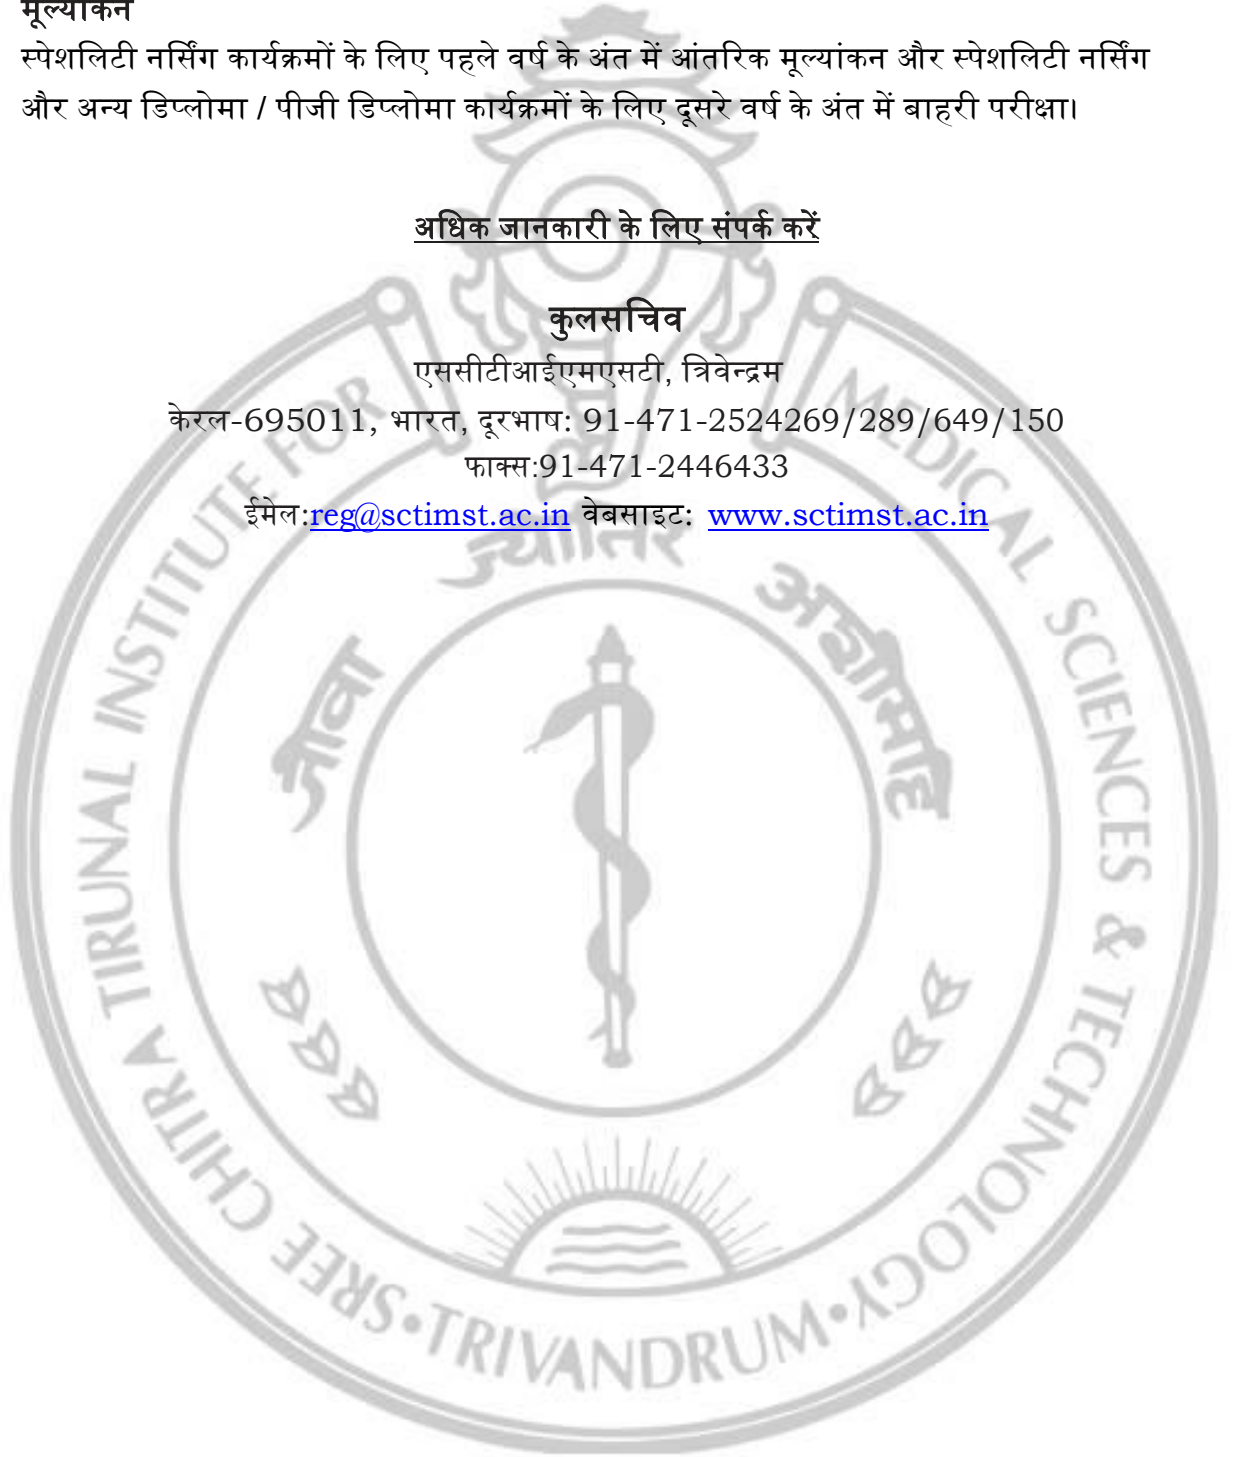 मूल्यांकन
स्पेशलिटी नर्सिंग कार्यक्रमों के लिए पहले वर्ष के अंत में आंतरिक मूल्यांकन और स्पेशलिटी नर्सिंग
और अन्य डिप्लोमा / पीजी डिप्लोमा कार्यक्रमों के लिए दूसरे वर्ष के अंत में बाहरी परीक्षा।
अधिक जानकारी के लिए संपर्क करें
कुलसचिव
एससीटीआईएमएसटी, त्रिवेन्द्रम
केरल-695011, भारत, दूरभाष: 91-471-2524269/289/649/150
फाक्स:91-471-2446433
ईमेल:reg@sctimst.ac.in वेबसाइट: www.sctimst.ac.in
SREE CHITRA TIRUNAL INSTITUTE FOR MEDICAL SCIENCES & TECHNOLOGY
•TRIVANDRUM•
ज्योतिर